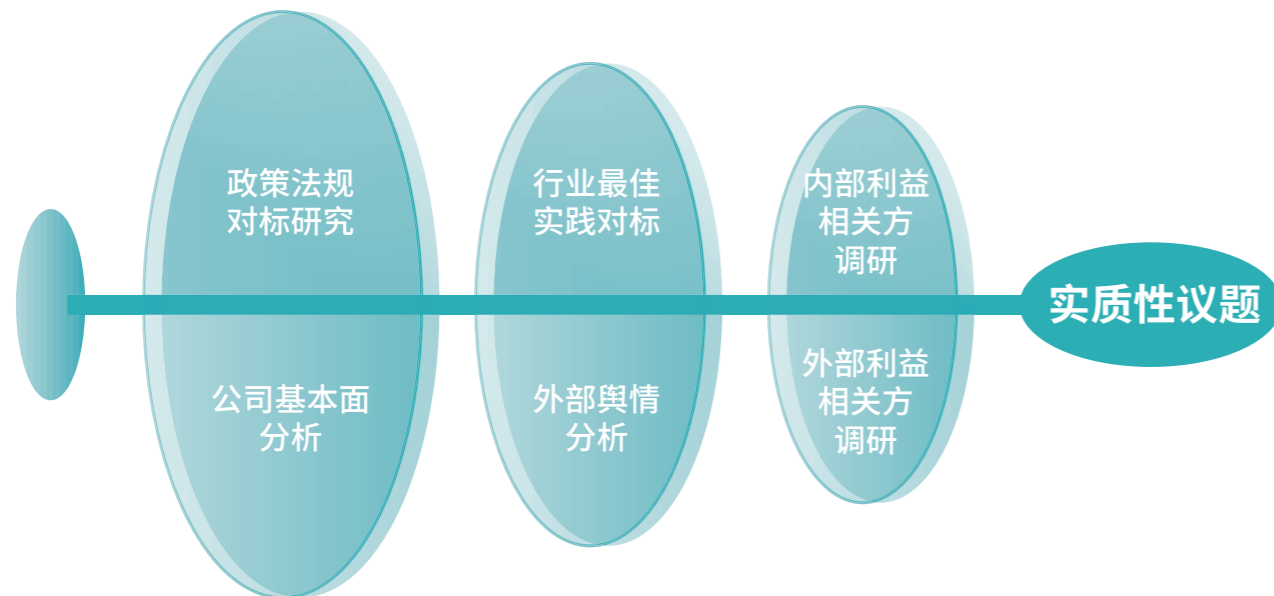 政策法规
对标研究
公司基本面
分析
行业最佳
实践对标
外部舆情
分析
内部利益
相关方
调研
外部利益
相关方
调研
实质性议题